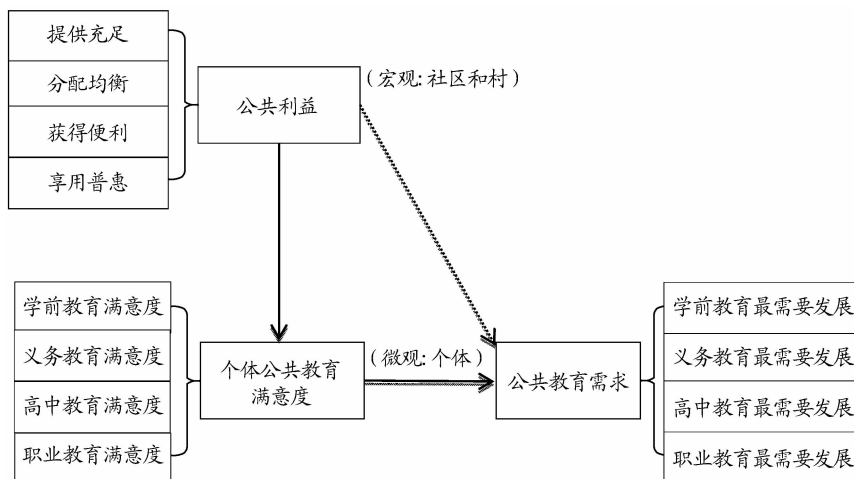 提供充足
分配均衡
获得便利
享用普惠
公共利益
(宏观:社区和村)
学前教育满意度
义务教育满意度
高中教育满意度
职业教育满意度
个体公共教育
满意度
(微观:个体)
公共教育需求
学前教育最需要发展
义务教育最需要发展
高中教育最需要发展
职业教育最需要发展